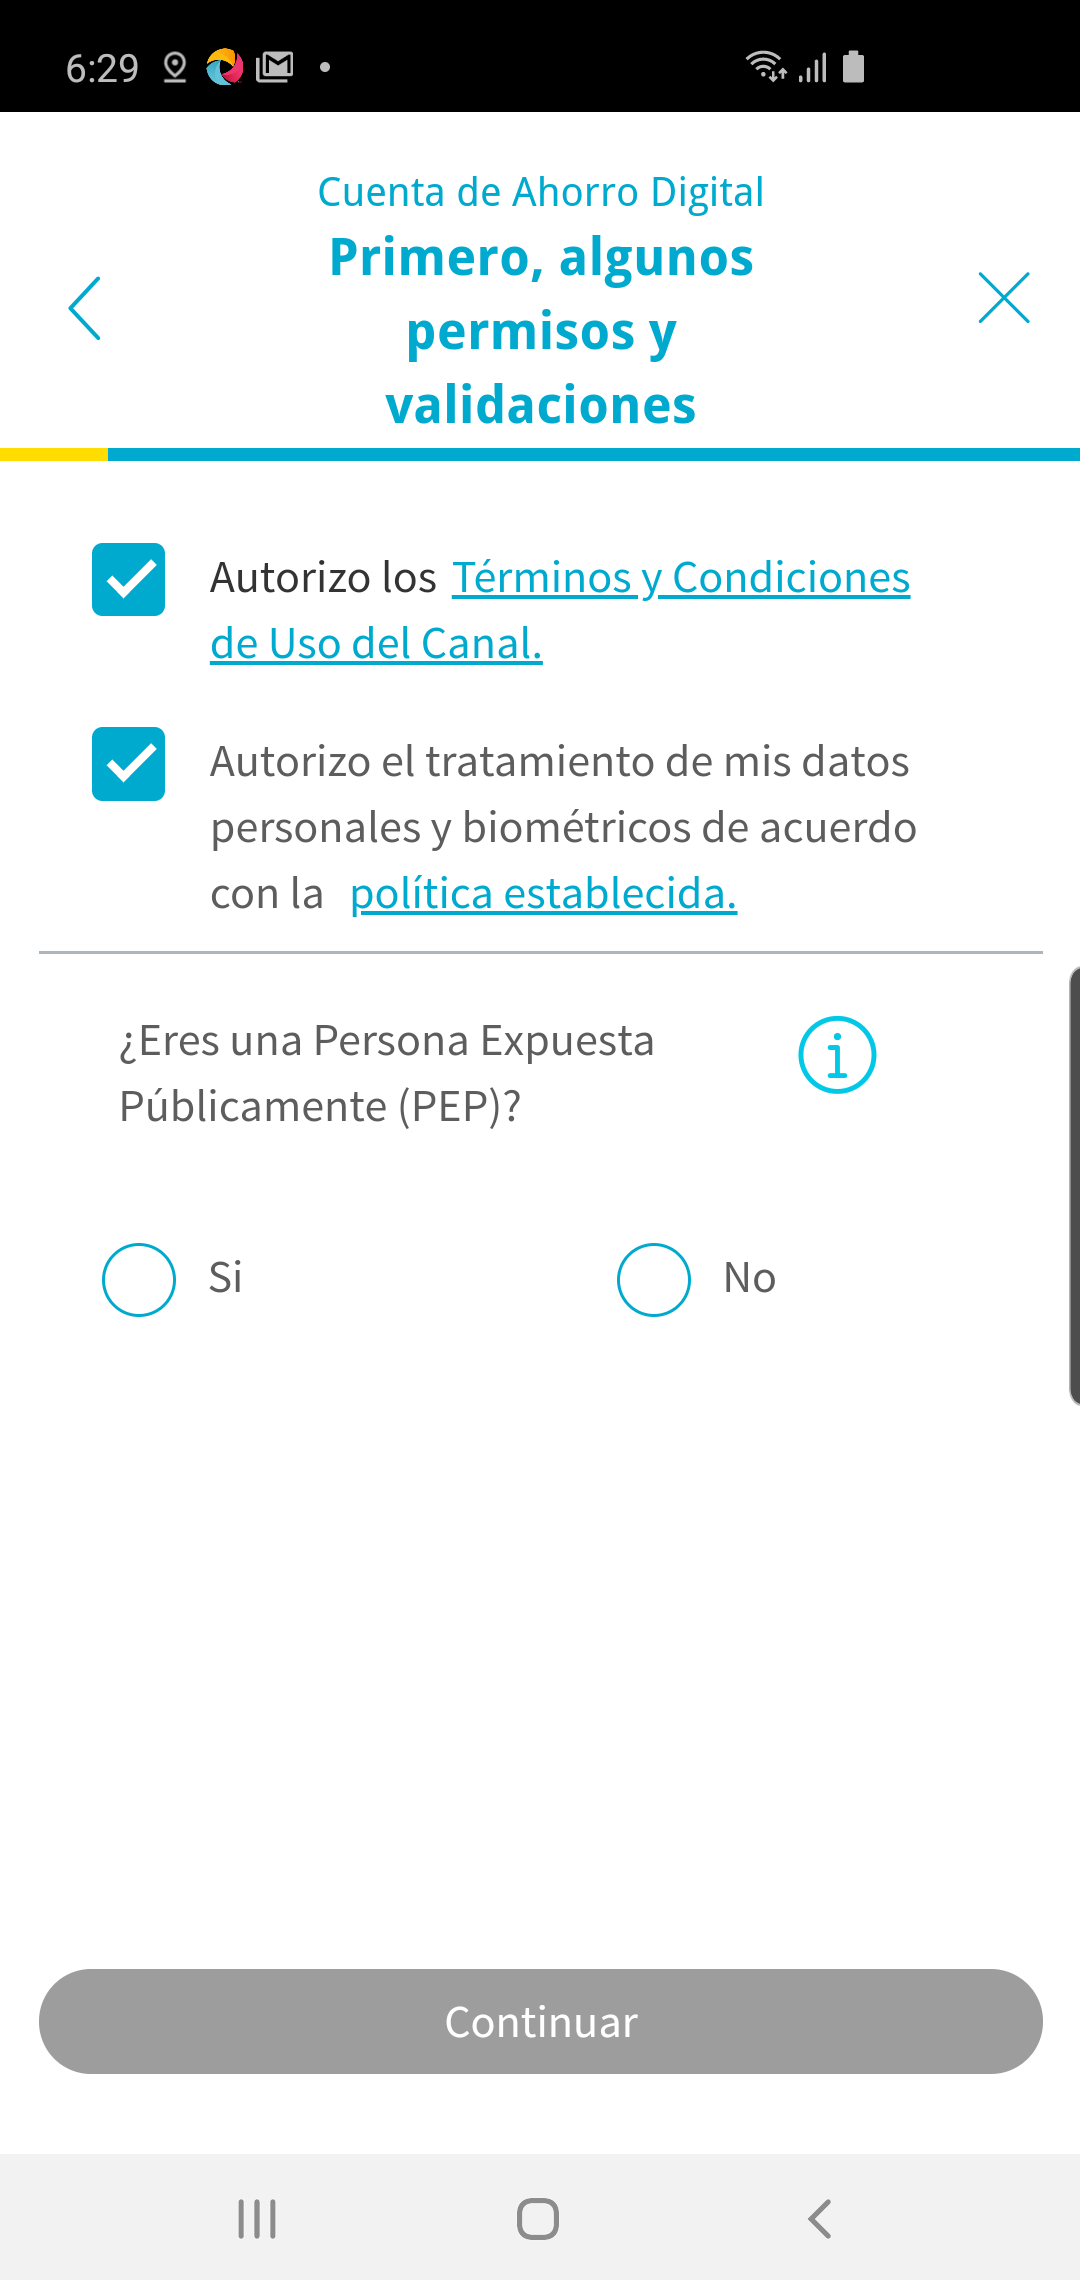 6:29
Cuenta de Ahorro Digital
Primero, algunos
permisos y
validaciones
Autorizo los Términos y Condiciones
de Uso del Canal.
Autorizo el tratamiento de mis datos
personales y biométricos de acuerdo
con la política establecida.
¿Eres una Persona Expuesta
Públicamente (PEP)?
Si
No
Continuar